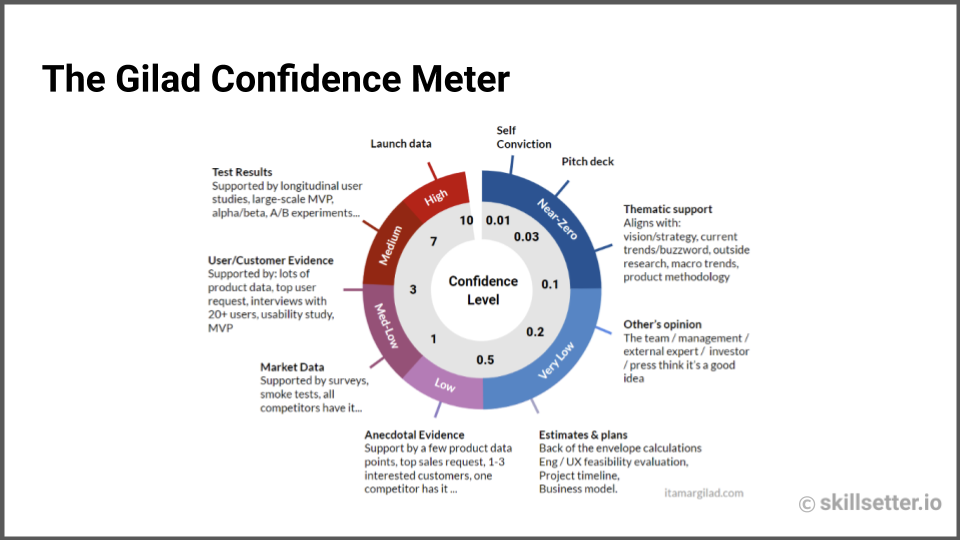 The Gilad Confidence Meter
Self
Conviction
Launch data
Pitch deck
Test Results
Supported by longitudinal user
studies, large-scale MVP,
alpha/beta, A/B experiments...
User/Customer Evidence
Supported by: lots of
product data, top user
request, interviews with
20+ users, usability study,
MVP
Market Data
Supported by surveys,
smoke tests, all
competitors have it...
Anecdotal Evidence
Support by a few product data
points, top sales request, 1-3
interested customers, one
competitor has it ...
Thematic support
Aligns with:
vision/strategy, current
trends/buzzword, outside
research, macro trends,
product methodology
Other's opinion
The team / management /
external expert / investor
/ press think it's a good
idea
Estimates & plans
Back of the envelope calculations
Eng / UX feasibility evaluation,
Project timeline,
Business model.
High
Medium
Med-Low
Low
Very Low
Near-Zero
10
0.01
0.03
0.1
0.2
0.5
1
3
7
Confidence
Level
itamargilad.com
© skillsetter.io